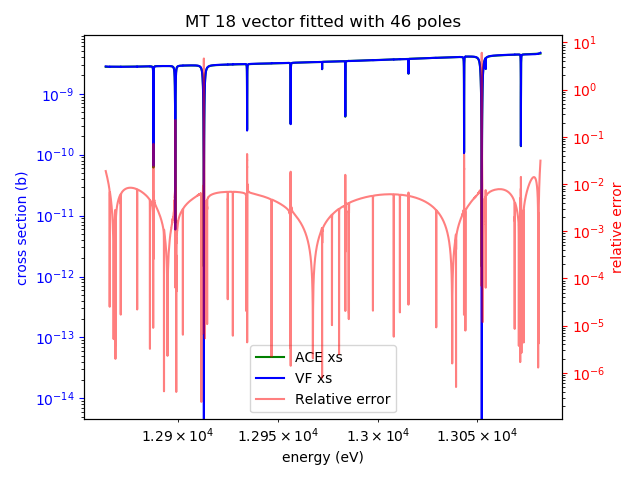 MT 18 vector fitted with 46 poles
10⁻⁹
10⁻¹⁰
10⁻¹¹
10⁻¹²
10⁻¹³
10⁻¹⁴
cross section (b)
10¹
10⁰
10⁻¹
10⁻²
10⁻³
10⁻⁴
10⁻⁵
10⁻⁶
relative error
ACE xs
VF xs
Relative error
1.29 × 10⁴ 1.295 × 10⁴ 1.3 × 10⁴ 1.305 × 10⁴
energy (eV)